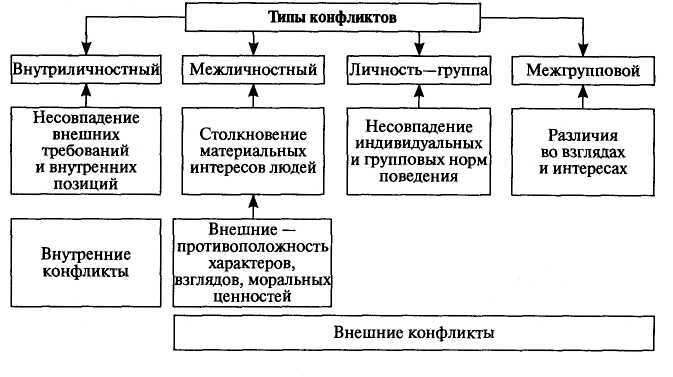 Типы конфликтов
Внутриличностный
Межличностный
Личность—группа
Межгрупповой
Несовпадение
внешних
требований
и внутренних
позиций
Столкновение
материальных
интересов людей
Несовпадение
индивидуальных
и групповых норм
поведения
Различия
во взглядах
и интересах
Внутренние
конфликты
Внешние —
противоположность
характеров,
взглядов, моральных
ценностей
Внешние конфликты